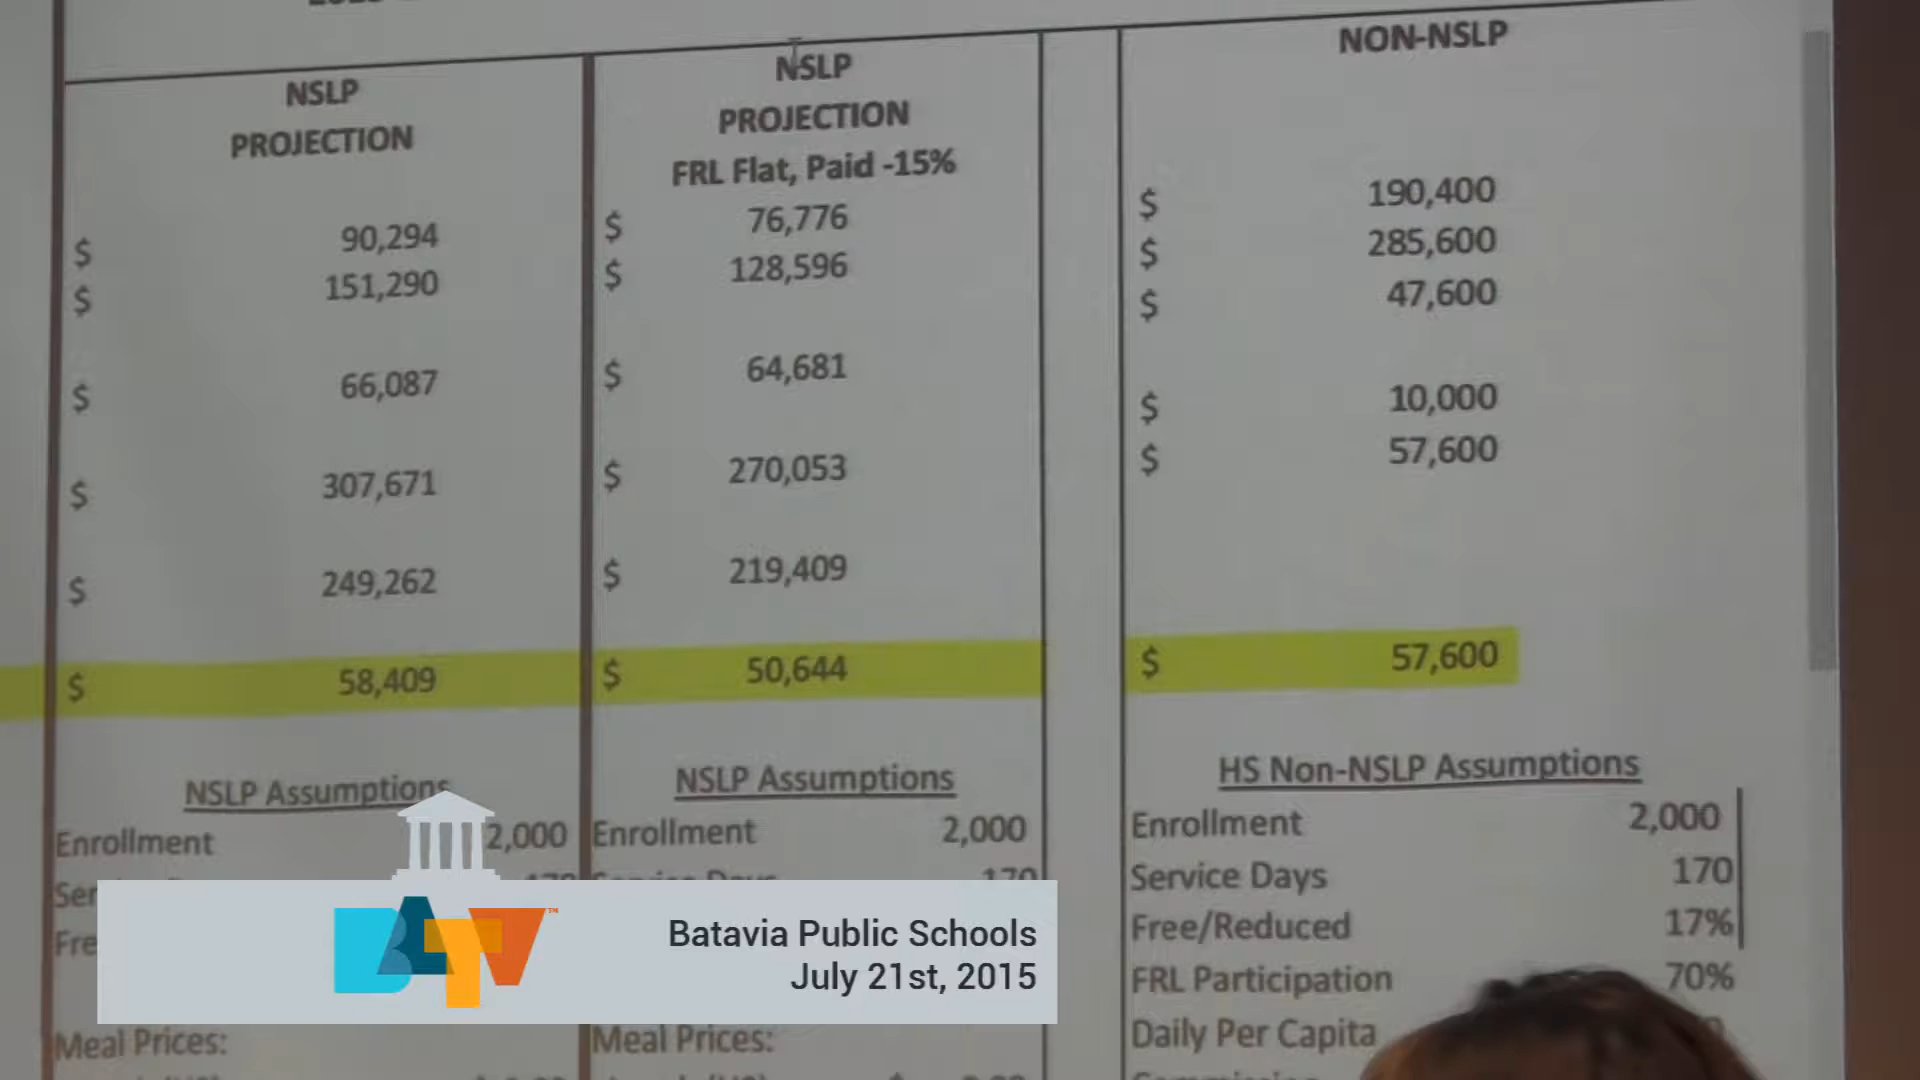 NSLP
PROJECTION
$ 90,294
$ 151,290
$ 66,087
$ 307,671
$ 249,262
$ 58,409
NSLP Assumptions
Enrollment 2,000
Meal Prices:
NSLP
PROJECTION
FRL Flat, Paid -15%
$ 76,776
$ 128,596
$ 64,681
$ 270,053
$ 219,409
$ 50,644
NSLP Assumptions
Enrollment 2,000
Service Days 170
Meal Prices:
NON-NSLP
$ 190,400
$ 285,600
$ 47,600
$ 10,000
$ 57,600
$ 57,600
HS Non-NSLP Assumptions
Enrollment 2,000
Service Days 170
Free/Reduced 17%
FRL Participation 70%
Daily Per Capita
BATV™
Batavia Public Schools
July 21st, 2015